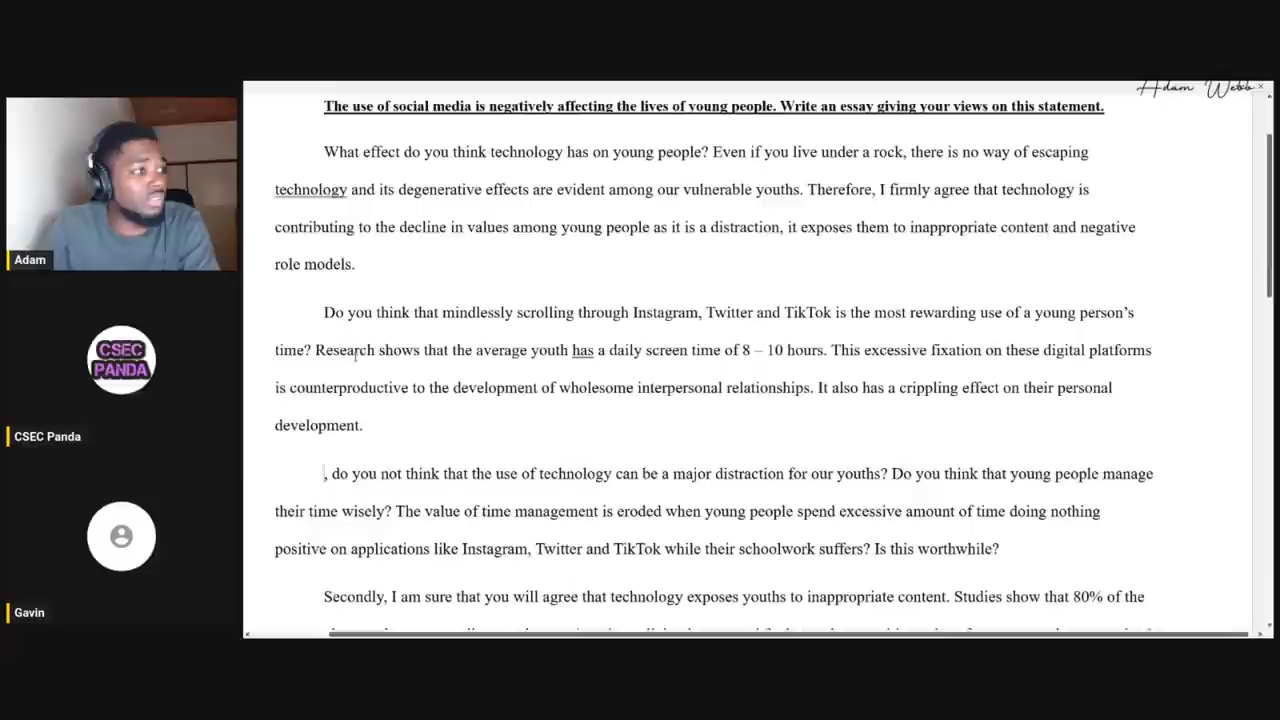 Adam Webb
The use of social media is negatively affecting the lives of young people. Write an essay giving your views on this statement.
What effect do you think technology has on young people? Even if you live under a rock, there is no way of escaping
technology and its degenerative effects are evident among our vulnerable youths. Therefore, I firmly agree that technology is
contributing to the decline in values among young people as it is a distraction, it exposes them to inappropriate content and negative
role models.
Do you think that mindlessly scrolling through Instagram, Twitter and TikTok is the most rewarding use of a young person's
time? Research shows that the average youth has a daily screen time of 8 – 10 hours. This excessive fixation on these digital platforms
is counterproductive to the development of wholesome interpersonal relationships. It also has a crippling effect on their personal
development.
, do you not think that the use of technology can be a major distraction for our youths? Do you think that young people manage
their time wisely? The value of time management is eroded when young people spend excessive amount of time doing nothing
positive on applications like Instagram, Twitter and TikTok while their schoolwork suffers? Is this worthwhile?
Secondly, I am sure that you will agree that technology exposes youths to inappropriate content. Studies show that 80% of the
Adam
CSEC
PANDA
CSEC Panda
Gavin